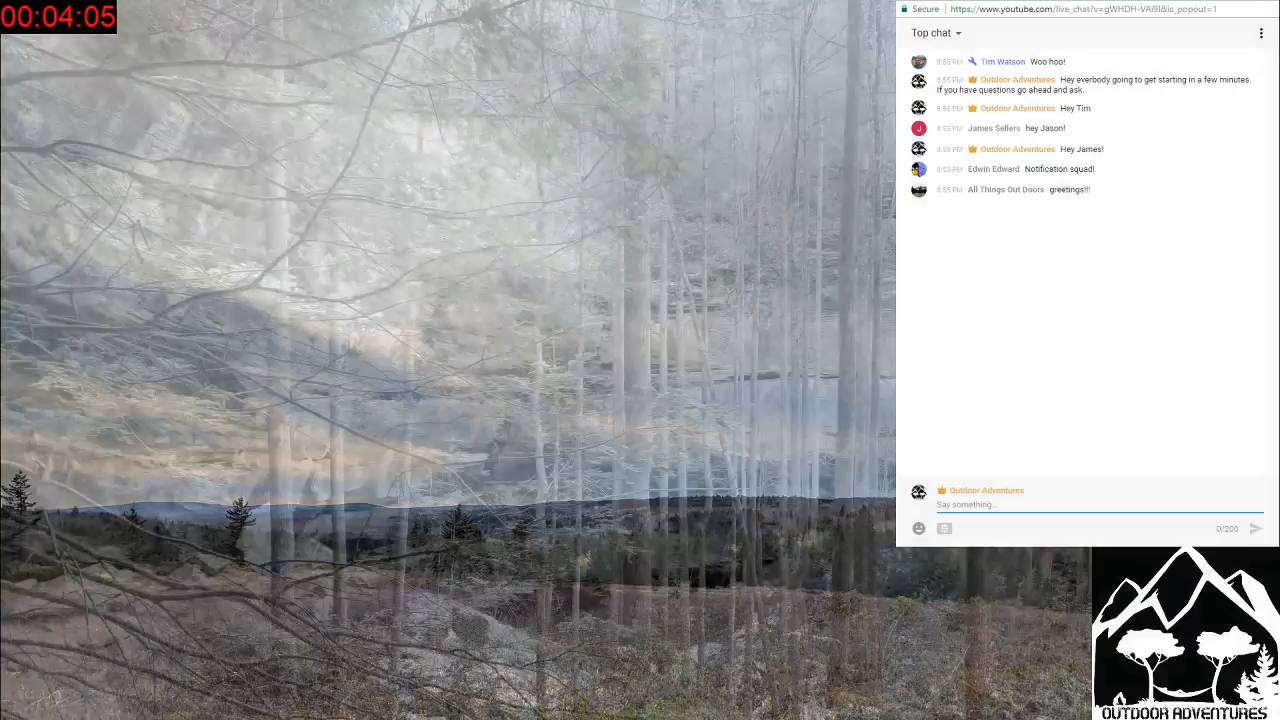 00:04:05
Secure https://www.youtube.com/live_chat?v=gWHDH-VAi9I&is_popout=1
Top chat
8:55 PM Tim Watson Woo hoo!
8:55 PM Outdoor Adventures Hey everbody going to get starting in a few minutes.
If you have questions go ahead and ask.
8:55 PM Outdoor Adventures Hey Tim
J 8:55 PM James Sellers hey Jason!
8:55 PM Outdoor Adventures Hey James!
8:55 PM Edwin Edward Notification squad!
8:55 PM All Things Out Doors greetings!!!
Outdoor Adventures
Say something...
0/200
OUTDOOR ADVENTURES